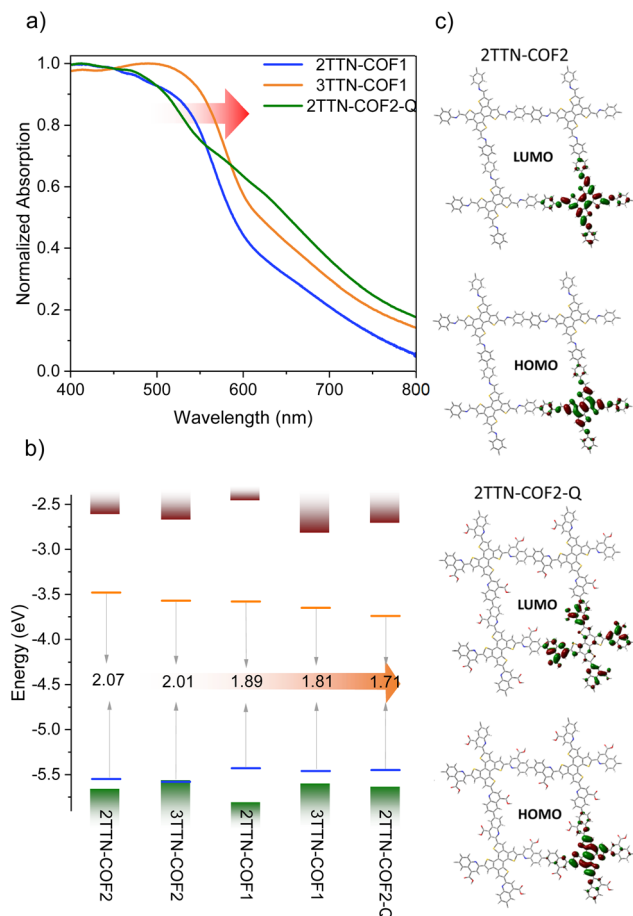 a)
1.0
0.8
0.6
0.4
0.2
0.0
Normalized Absorption
2TTN-COF1
3TTN-COF1
2TTN-COF2-Q
400
500
600
700
800
Wavelength (nm)
b)
-2.5
-3.0
-3.5
-4.0
-4.5
-5.0
-5.5
Energy (eV)
2.07
2.01
1.89
1.81
1.71
2TTN-COF2
3TTN-COF2
2TTN-COF1
3TTN-COF1
2TTN-COF2-Q
c)
2TTN-COF2
LUMO
HOMO
2TTN-COF2-Q
LUMO
HOMO